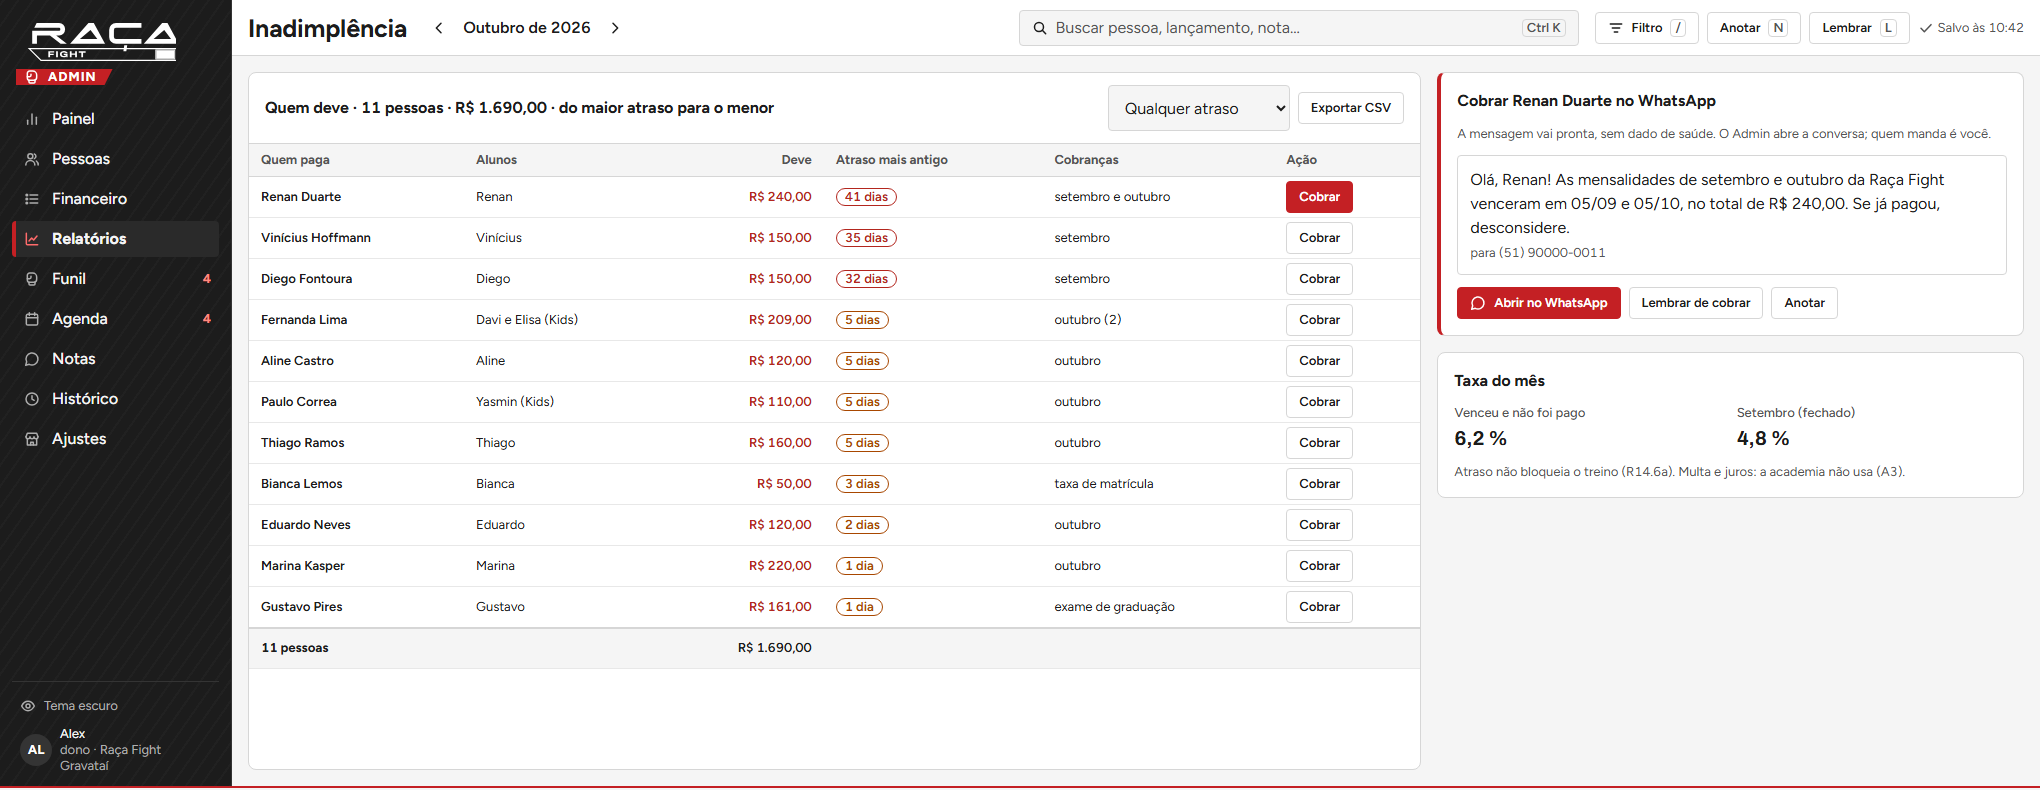 RAÇA
FIGHT
ADMIN
Painel
Pessoas
Financeiro
Relatórios
Funil 4
Agenda 4
Notas
Histórico
Ajustes
Tema escuro
AL
Alex
dono · Raça Fight
Gravataí
Inadimplência
Outubro de 2026
Buscar pessoa, lançamento, nota... Ctrl K
Filtro /
Anotar N
Lembrar L
Salvo às 10:42
Quem deve · 11 pessoas · R$ 1.690,00 · do maior atraso para o menor
Qualquer atraso
Exportar CSV
Quem paga Alunos Deve Atraso mais antigo Cobranças Ação
Renan Duarte Renan R$ 240,00 41 dias setembro e outubro Cobrar
Vinícius Hoffmann Vinícius R$ 150,00 35 dias setembro Cobrar
Diego Fontoura Diego R$ 150,00 32 dias setembro Cobrar
Fernanda Lima Davi e Elisa (Kids) R$ 209,00 5 dias outubro (2) Cobrar
Aline Castro Aline R$ 120,00 5 dias outubro Cobrar
Paulo Correa Yasmin (Kids) R$ 110,00 5 dias outubro Cobrar
Thiago Ramos Thiago R$ 160,00 5 dias outubro Cobrar
Bianca Lemos Bianca R$ 50,00 3 dias taxa de matrícula Cobrar
Eduardo Neves Eduardo R$ 120,00 2 dias outubro Cobrar
Marina Kasper Marina R$ 220,00 1 dia outubro Cobrar
Gustavo Pires Gustavo R$ 161,00 1 dia exame de graduação Cobrar
11 pessoas R$ 1.690,00
Cobrar Renan Duarte no WhatsApp
A mensagem vai pronta, sem dado de saúde. O Admin abre a conversa; quem manda é você.
Olá, Renan! As mensalidades de setembro e outubro da Raça Fight
venceram em 05/09 e 05/10, no total de R$ 240,00. Se já pagou,
desconsidere.
para (51) 90000-0011
Abrir no WhatsApp
Lembrar de cobrar
Anotar
Taxa do mês
Venceu e não foi pago Setembro (fechado)
6,2 % 4,8 %
Atraso não bloqueia o treino (R14.6a). Multa e juros: a academia não usa (A3).